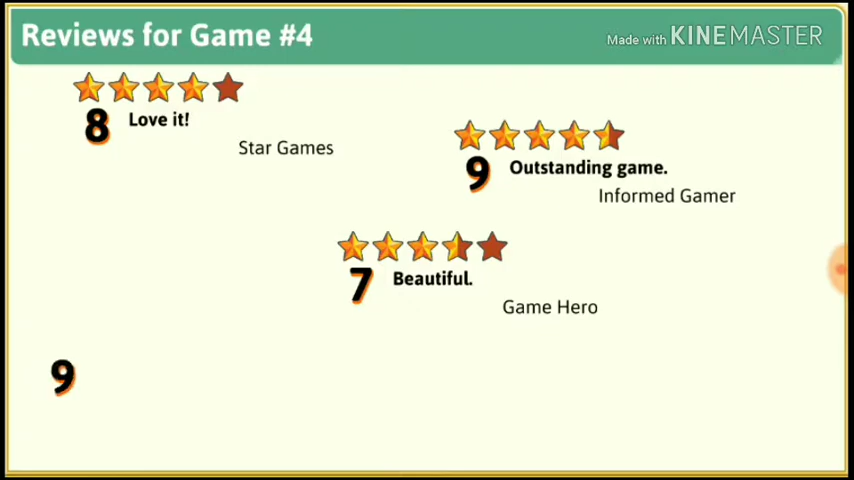 Reviews for Game #4
Made with KINEMASTER
8 Love it!
Star Games
9 Outstanding game.
Informed Gamer
7 Beautiful.
Game Hero
9